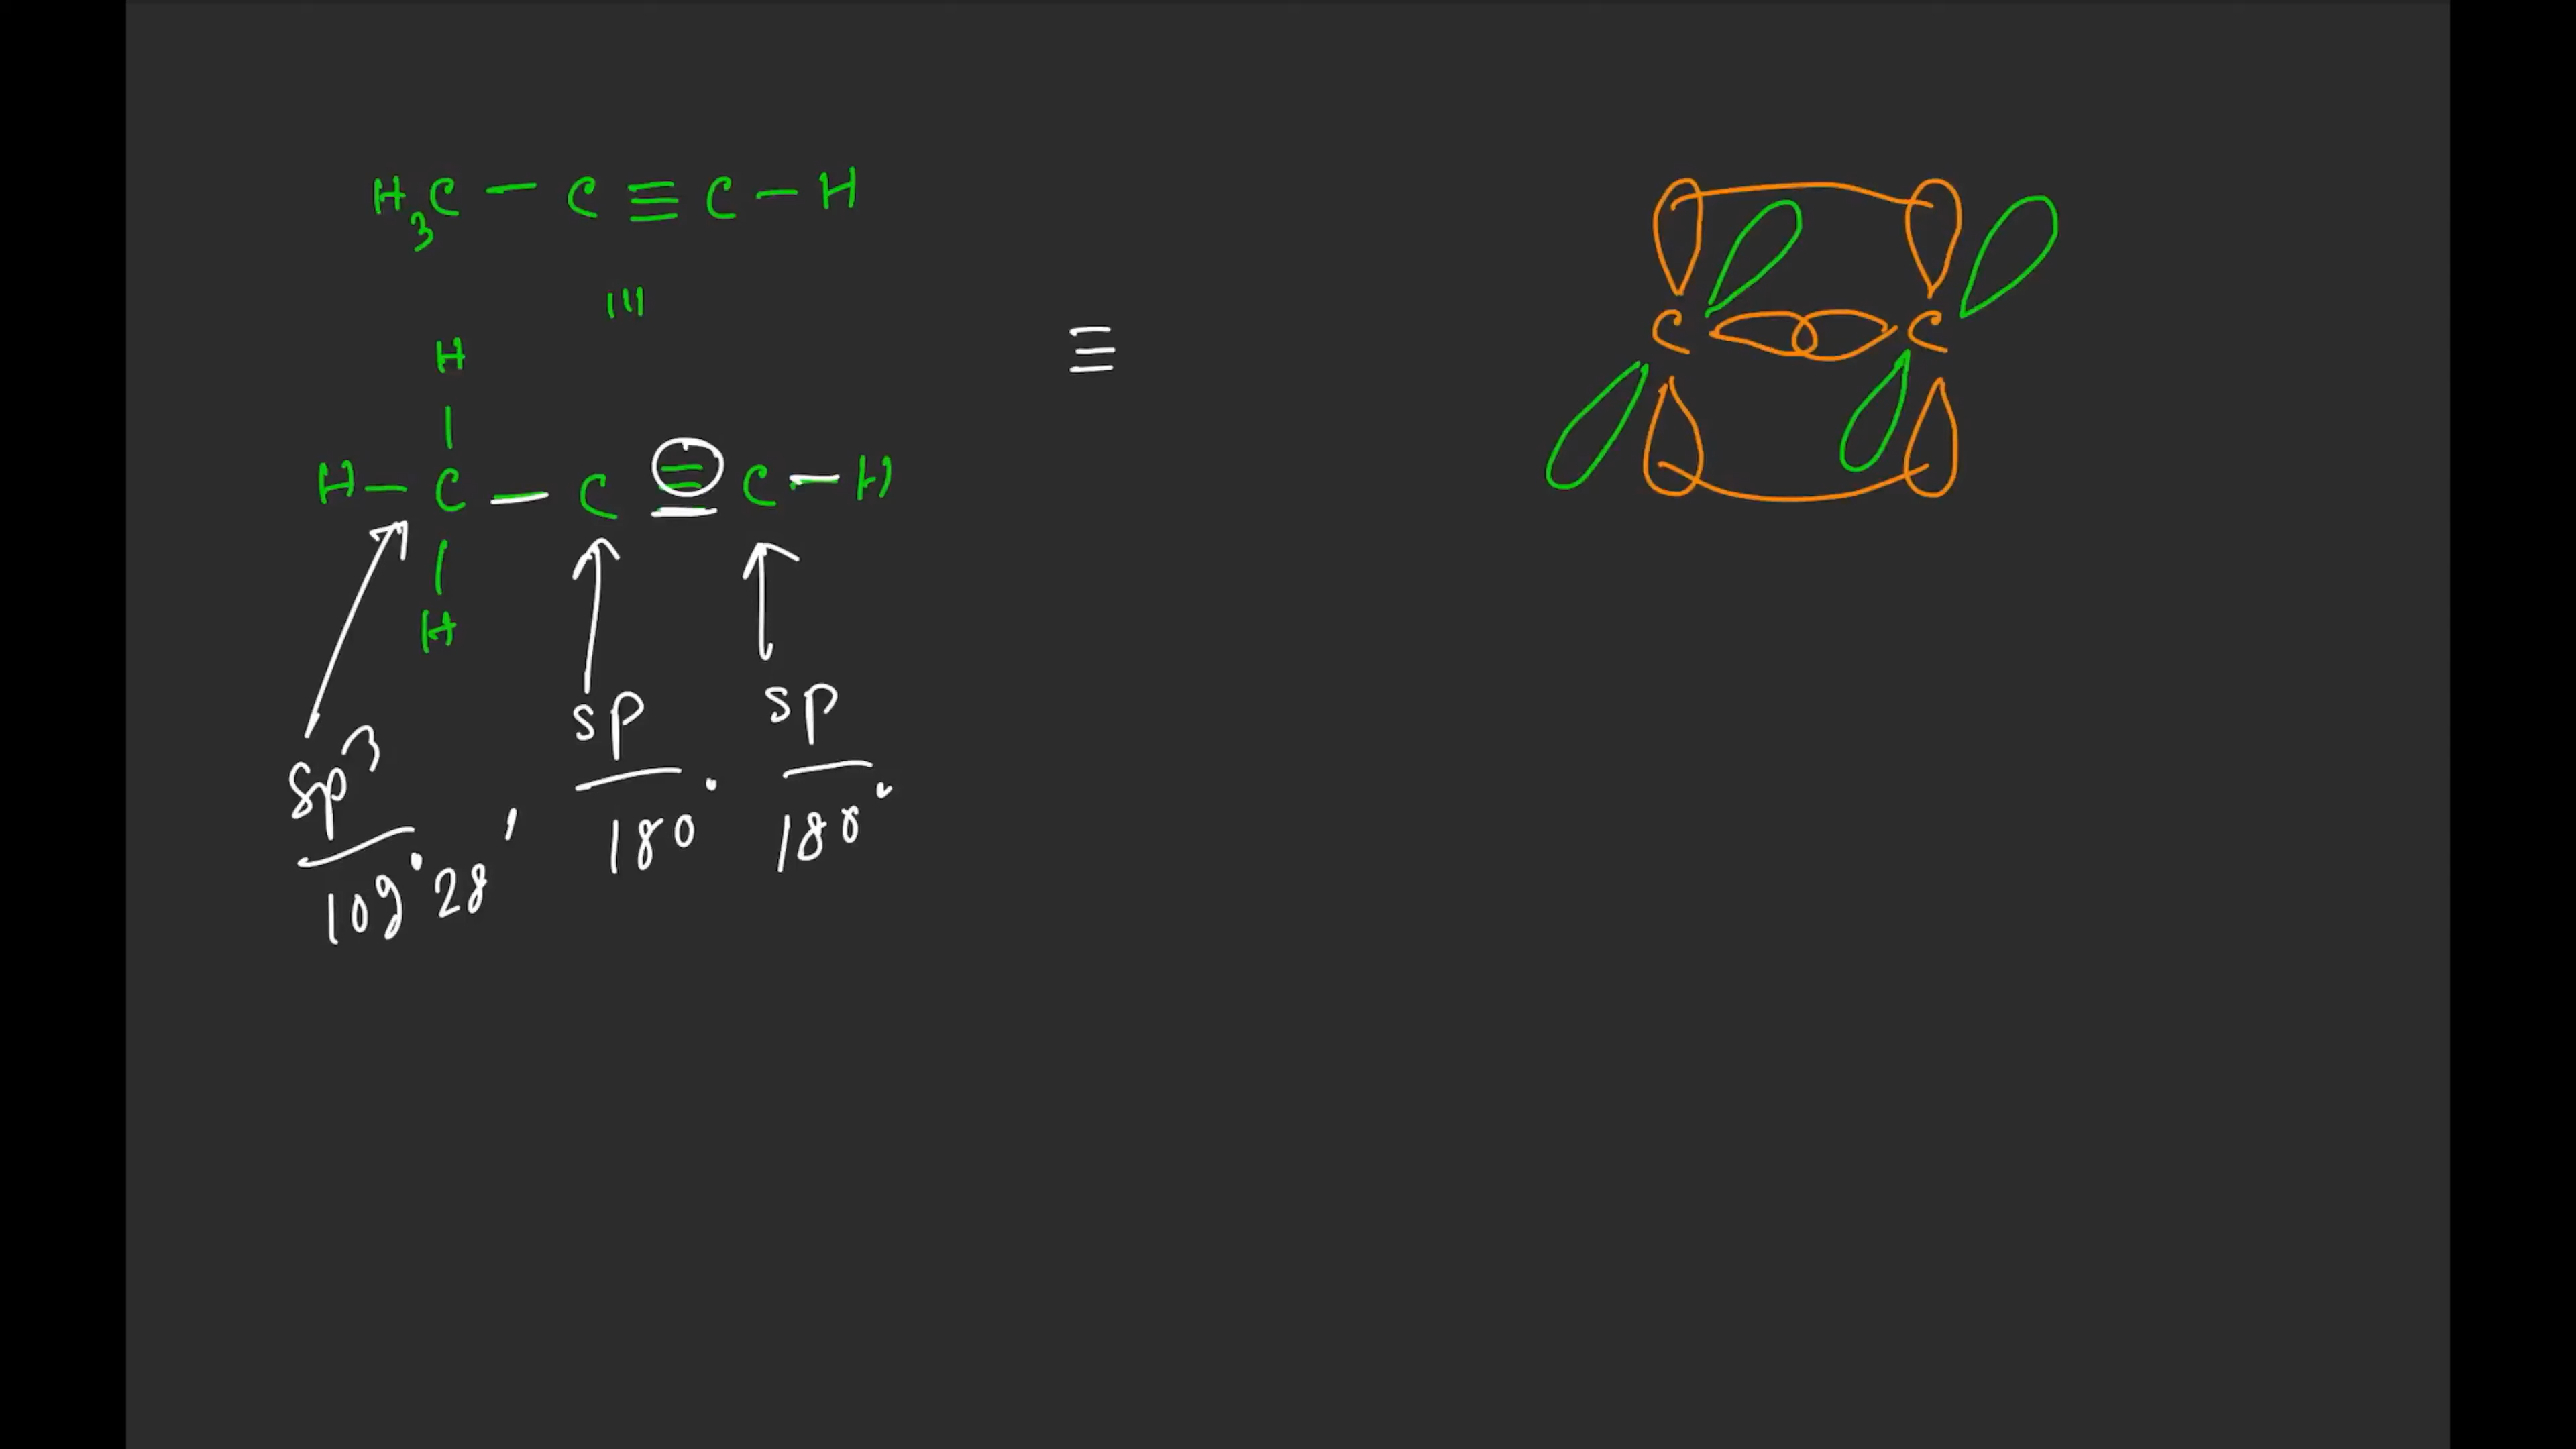 H₃C – C ≡ C – H
≡
H
|
H – C – C ≡ C – H
|
H
sp³ sp sp
109°28' 180° 180°
≡
C C